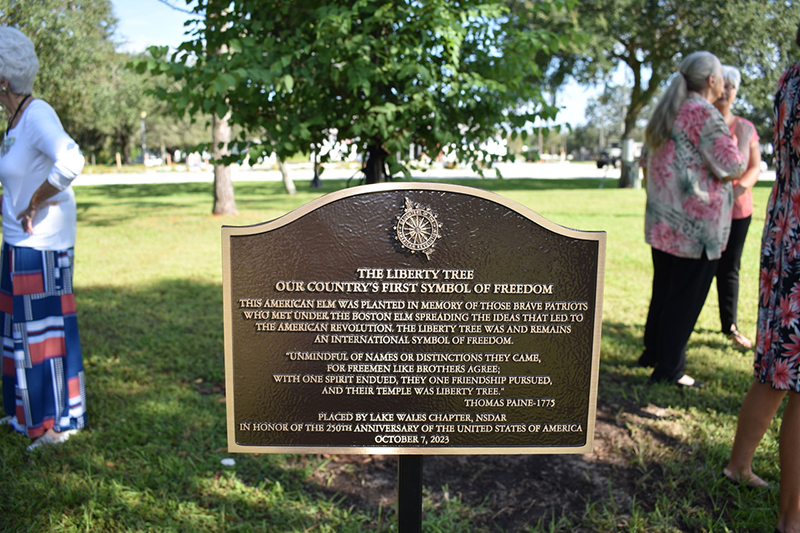 THE LIBERTY TREE
OUR COUNTRY'S FIRST SYMBOL OF FREEDOM
THIS AMERICAN ELM WAS PLANTED IN MEMORY OF THOSE BRAVE PATRIOTS
WHO MET UNDER THE BOSTON ELM SPREADING THE IDEAS THAT LED TO
THE AMERICAN REVOLUTION. THE LIBERTY TREE WAS AND REMAINS
AN INTERNATIONAL SYMBOL OF FREEDOM.
"UNMINDFUL OF NAMES OR DISTINCTIONS THEY CAME,
FOR FREEMEN LIKE BROTHERS AGREE;
WITH ONE SPIRIT ENDUED, THEY ONE FRIENDSHIP PURSUED,
AND THEIR TEMPLE WAS LIBERTY TREE."
THOMAS PAINE-1775
PLACED BY LAKE WALES CHAPTER, NSDAR
IN HONOR OF THE 250TH ANNIVERSARY OF THE UNITED STATES OF AMERICA
OCTOBER 7, 2023